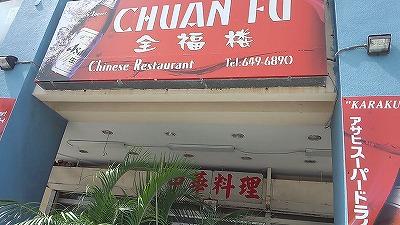 CHUAN FU
全福楼
Chinese Restaurant Tel:649-6890
中華料理
"KARAKU
アサヒスーパードラ